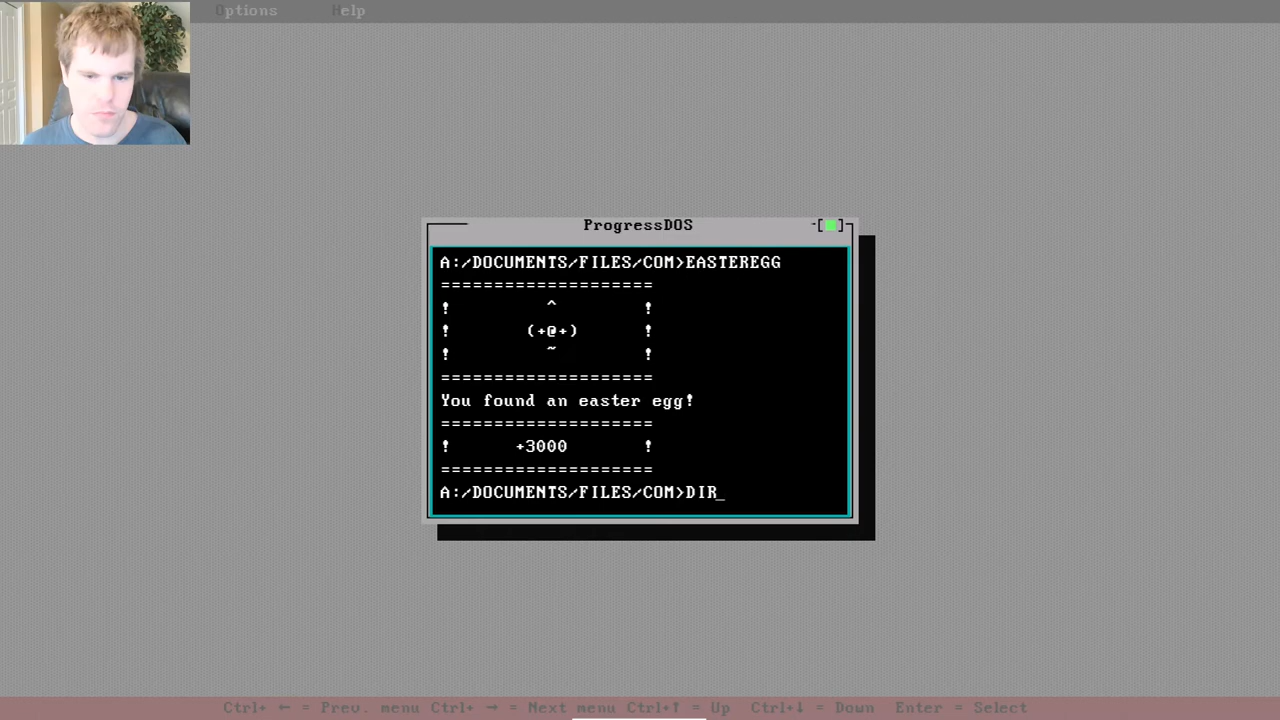 Options Help
ProgressDOS
A:/DOCUMENTS/FILES/COM>EASTEREGG
====================
! ^ !
! (+@+) !
! ~ !
====================
You found an easter egg!
====================
! +3000 !
====================
A:/DOCUMENTS/FILES/COM>DIR_
Ctrl+ ← = Prev. menu Ctrl+ → = Next menu Ctrl+↑ = Up Ctrl+↓ = Down Enter = Select